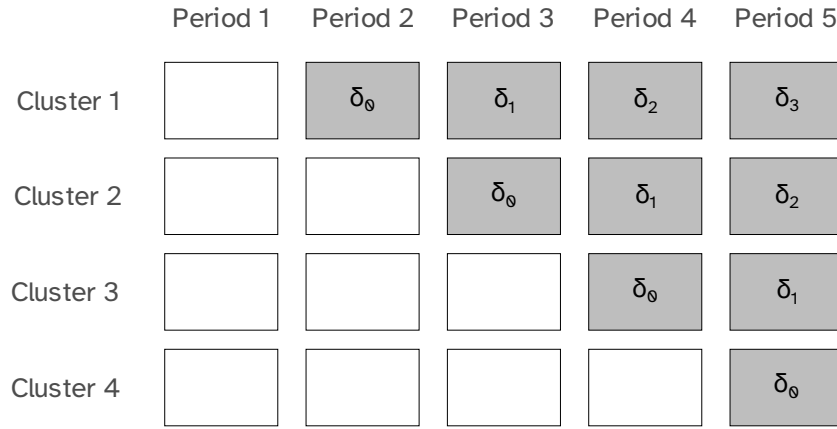 Period 1 Period 2 Period 3 Period 4 Period 5
Cluster 1 δ₀ δ₁ δ₂ δ₃
Cluster 2 δ₀ δ₁ δ₂
Cluster 3 δ₀ δ₁
Cluster 4 δ₀